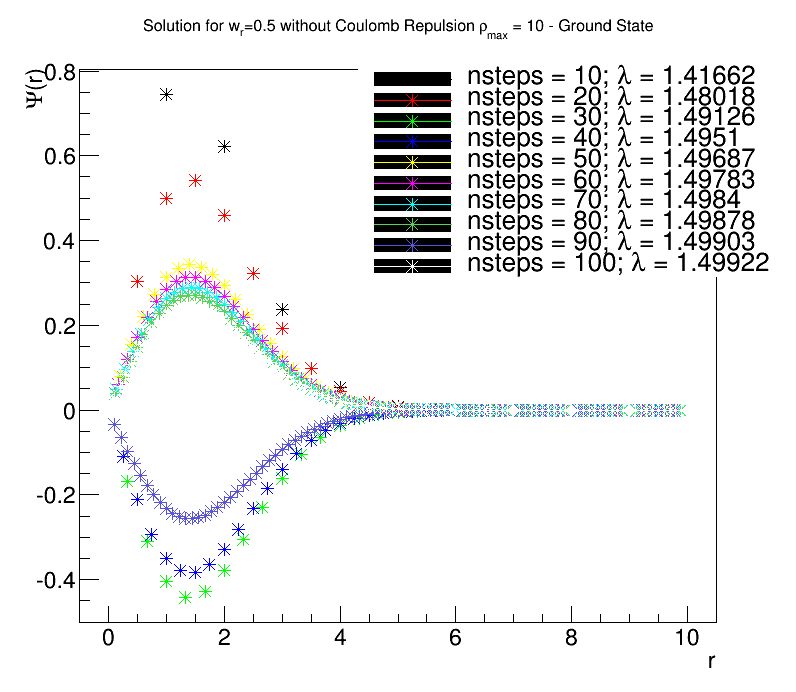 Solution for wr=0.5 without Coulomb Repulsion ρmax = 10 - Ground State
Ψ(r)
0.8
0.6
0.4
0.2
0
-0.2
-0.4
nsteps = 10; λ = 1.41662
nsteps = 20; λ = 1.48018
nsteps = 30; λ = 1.49126
nsteps = 40; λ = 1.4951
nsteps = 50; λ = 1.49687
nsteps = 60; λ = 1.49783
nsteps = 70; λ = 1.4984
nsteps = 80; λ = 1.49878
nsteps = 90; λ = 1.49903
nsteps = 100; λ = 1.49922
0 2 4 6 8 10
r